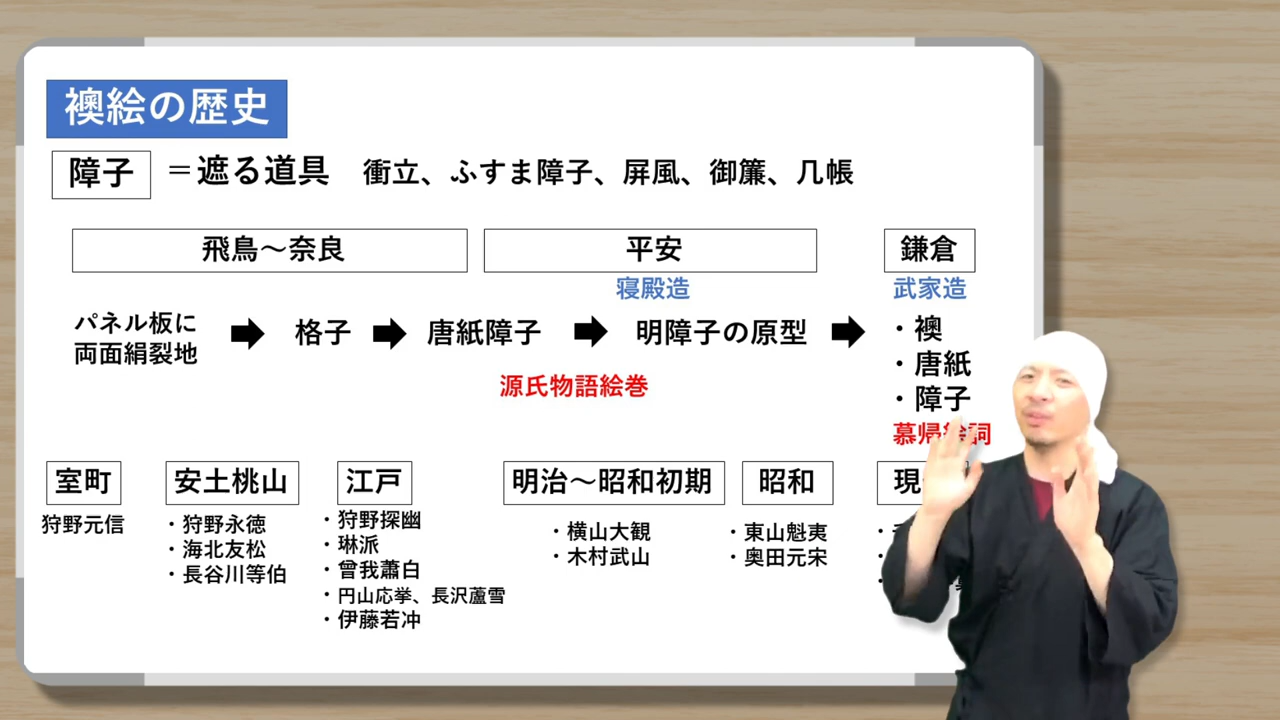 襖絵の歴史
障子 ＝遮る道具 衝立、ふすま障子、屏風、御簾、几帳
飛鳥～奈良 平安 鎌倉
寝殿造 武家造
パネル板に
両面絹裂地
格子 唐紙障子 明障子の原型
源氏物語絵巻
・襖
・唐紙
・障子
慕帰絵詞
室町 安土桃山 江戸 明治～昭和初期 昭和 現
狩野元信
・狩野永徳
・海北友松
・長谷川等伯
・狩野探幽
・琳派
・曾我蕭白
・円山応挙、長沢蘆雪
・伊藤若冲
・横山大観
・木村武山
・東山魁夷
・奥田元宋